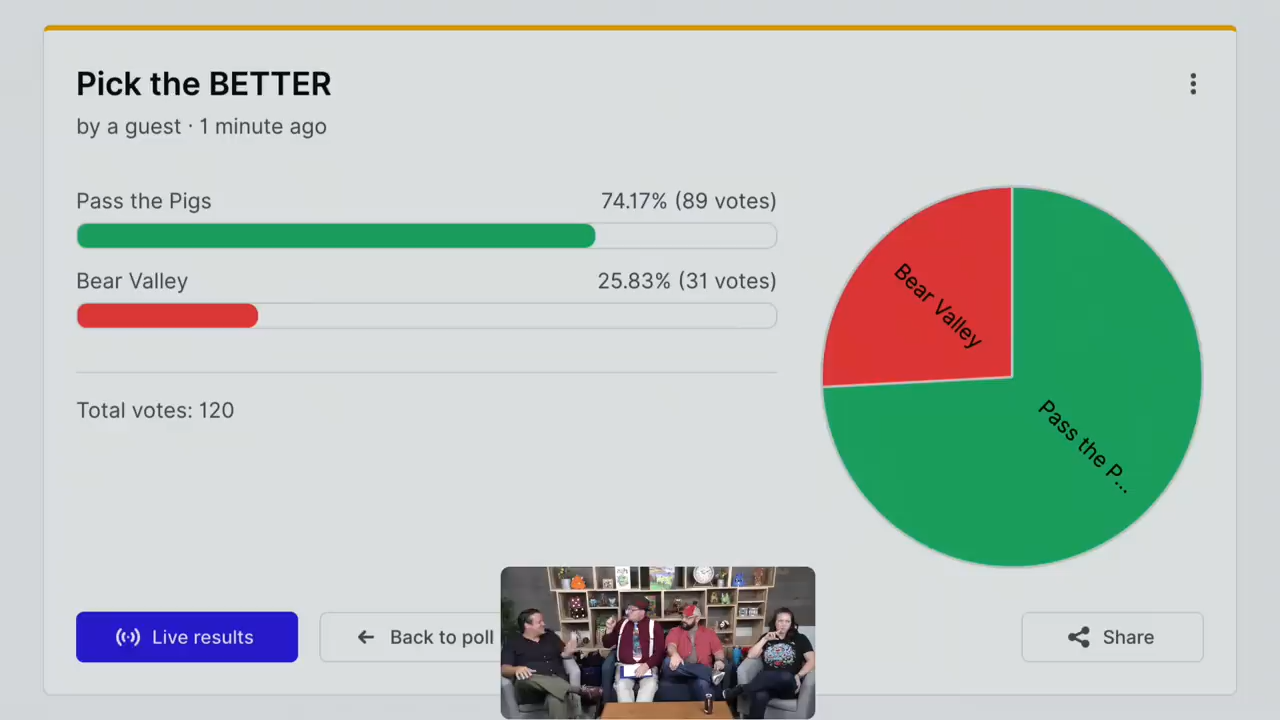 Pick the BETTER
by a guest · 1 minute ago
Pass the Pigs 74.17% (89 votes)
Bear Valley 25.83% (31 votes)
Total votes: 120
Bear Valley
Pass the P...
Live results
Back to poll
Share